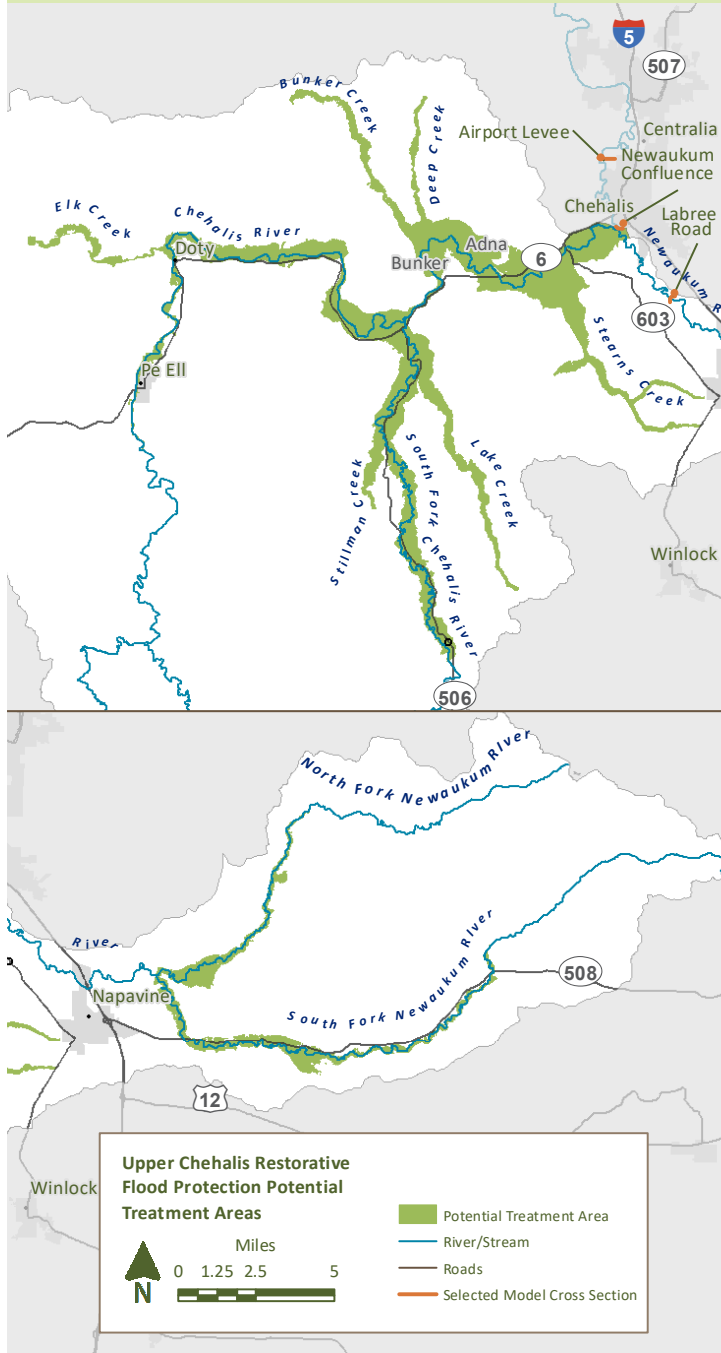 5
507
Bunker Creek
Deep Creek
Airport Levee
Centralia
Newaukum
Confluence
Elk Creek
Chehalis River
Chehalis
Labree
Road
Doty
Adna
Bunker
6
Newaukum R
603
Pe Ell
Stearns Creek
Stillman Creek
South Fork Chehalis River
Lake Creek
Winlock
506
North Fork Newaukum RIver
River
South Fork Newaukum River
508
Napavine
12
Winlock
Upper Chehalis Restorative
Flood Protection Potential
Treatment Areas
Miles
0 1.25 2.5 5
N
Potential Treatment Area
River/Stream
Roads
Selected Model Cross Section